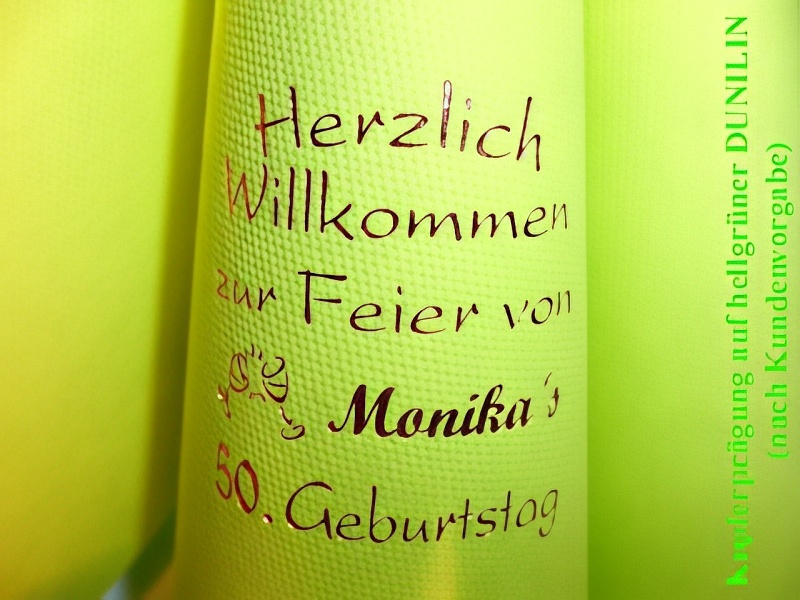 Herzlich
Willkommen
zur Feier von
Monika´s
50. Geburtstag
Kupferprägung auf hellgrüner DUNILIN
(nach Kundenvorgabe)